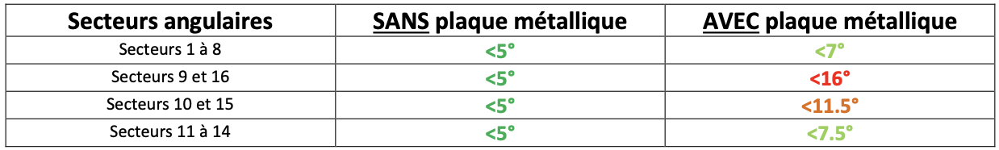 Secteurs angulaires SANS plaque métallique AVEC plaque métallique
Secteurs 1 à 8 <5° <7°
Secteurs 9 et 16 <5° <16°
Secteurs 10 et 15 <5° <11.5°
Secteurs 11 à 14 <5° <7.5°